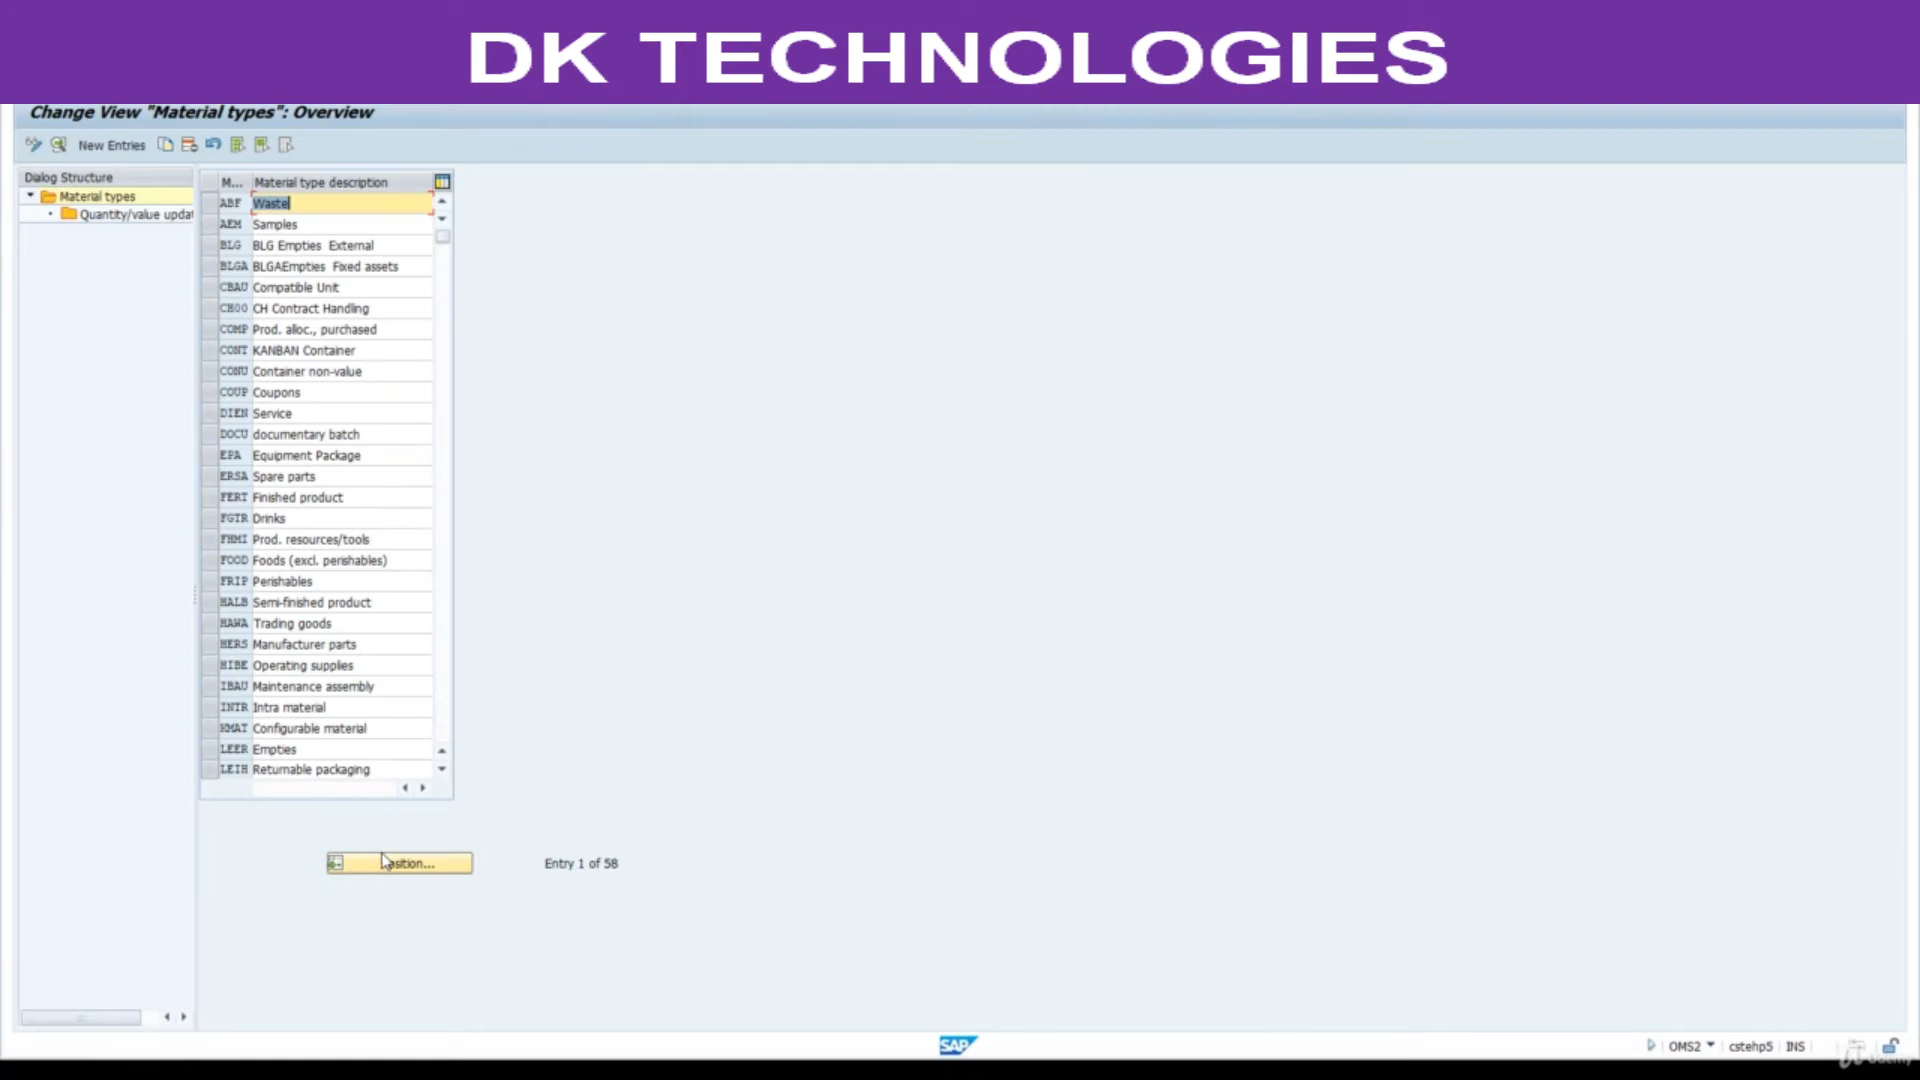 DK TECHNOLOGIES
Change View "Material types": Overview
New Entries
Dialog Structure
Material types
Quantity/value updat
M... Material type description
ABF Waste
AEM Samples
BLG BLG Empties External
BLGA BLGAEmpties Fixed assets
CBAU Compatible Unit
CH00 CH Contract Handling
COMP Prod. alloc., purchased
CONT KANBAN Container
CONU Container non-value
COUP Coupons
DIEN Service
DOCU documentary batch
EPA Equipment Package
ERSA Spare parts
FERT Finished product
FGTR Drinks
FHMI Prod. resources/tools
FOOD Foods (excl. perishables)
FRIP Perishables
HALB Semi-finished product
HAWA Trading goods
HERS Manufacturer parts
HIBE Operating supplies
IBAU Maintenance assembly
INTR Intra material
KMAT Configurable material
LEER Empties
LEIH Returnable packaging
Entry 1 of 58
SAP
OMS2 cstehp5 INS